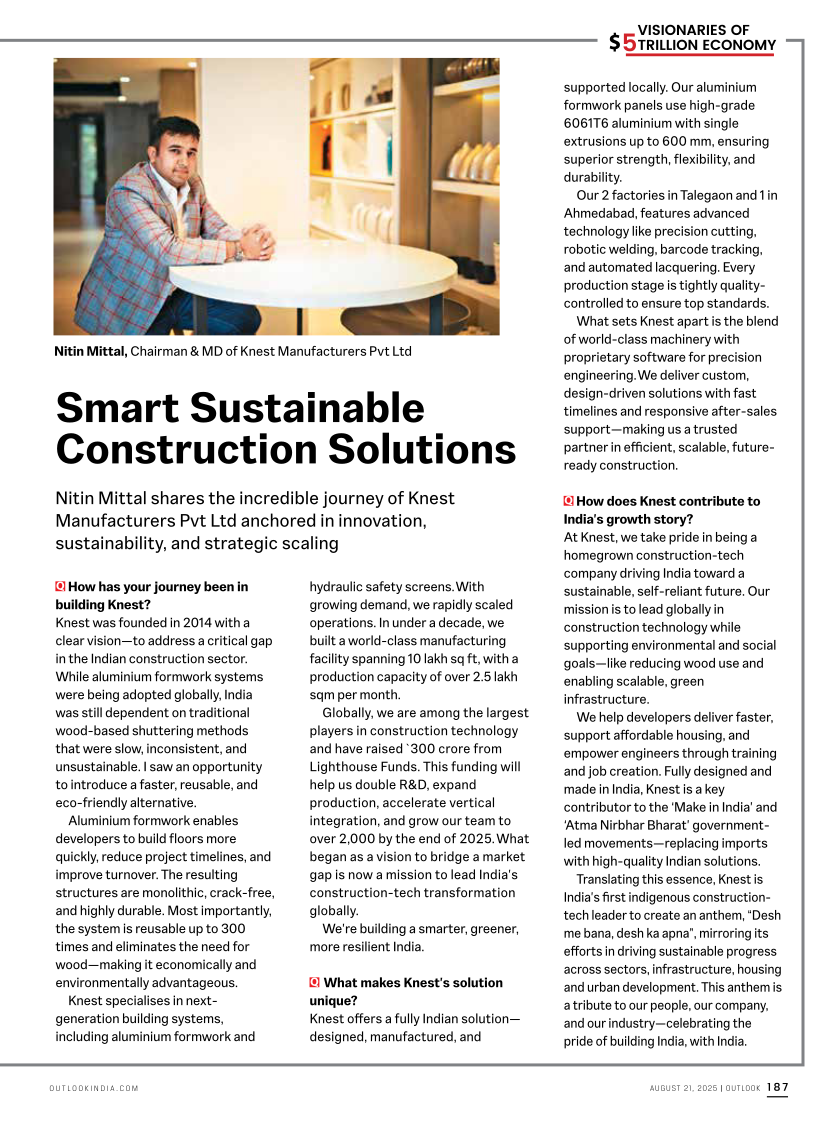 VISIONARIES OF
$5 TRILLION ECONOMY
Nitin Mittal, Chairman & MD of Knest Manufacturers Pvt Ltd
Smart Sustainable
Construction Solutions
Nitin Mittal shares the incredible journey of Knest
Manufacturers Pvt Ltd anchored in innovation,
sustainability, and strategic scaling
Q How has your journey been in
building Knest?
Knest was founded in 2014 with a
clear vision—to address a critical gap
in the Indian construction sector.
While aluminium formwork systems
were being adopted globally, India
was still dependent on traditional
wood-based shuttering methods
that were slow, inconsistent, and
unsustainable. I saw an opportunity
to introduce a faster, reusable, and
eco-friendly alternative.
Aluminium formwork enables
developers to build floors more
quickly, reduce project timelines, and
improve turnover. The resulting
structures are monolithic, crack-free,
and highly durable. Most importantly,
the system is reusable up to 300
times and eliminates the need for
wood—making it economically and
environmentally advantageous.
Knest specialises in next-
generation building systems,
including aluminium formwork and
hydraulic safety screens. With
growing demand, we rapidly scaled
operations. In under a decade, we
built a world-class manufacturing
facility spanning 10 lakh sq ft, with a
production capacity of over 2.5 lakh
sqm per month.
Globally, we are among the largest
players in construction technology
and have raised `300 crore from
Lighthouse Funds. This funding will
help us double R&D, expand
production, accelerate vertical
integration, and grow our team to
over 2,000 by the end of 2025. What
began as a vision to bridge a market
gap is now a mission to lead India's
construction-tech transformation
globally.
We're building a smarter, greener,
more resilient India.
Q What makes Knest's solution
unique?
Knest offers a fully Indian solution—
designed, manufactured, and
supported locally. Our aluminium
formwork panels use high-grade
6061T6 aluminium with single
extrusions up to 600 mm, ensuring
superior strength, flexibility, and
durability.
Our 2 factories in Talegaon and 1 in
Ahmedabad, features advanced
technology like precision cutting,
robotic welding, barcode tracking,
and automated lacquering. Every
production stage is tightly quality-
controlled to ensure top standards.
What sets Knest apart is the blend
of world-class machinery with
proprietary software for precision
engineering.We deliver custom,
design-driven solutions with fast
timelines and responsive after-sales
support—making us a trusted
partner in efficient, scalable, future-
ready construction.
Q How does Knest contribute to
India's growth story?
At Knest, we take pride in being a
homegrown construction-tech
company driving India toward a
sustainable, self-reliant future. Our
mission is to lead globally in
construction technology while
supporting environmental and social
goals—like reducing wood use and
enabling scalable, green
infrastructure.
We help developers deliver faster,
support affordable housing, and
empower engineers through training
and job creation. Fully designed and
made in India, Knest is a key
contributor to the 'Make in India' and
'Atma Nirbhar Bharat' government-
led movements—replacing imports
with high-quality Indian solutions.
Translating this essence, Knest is
India's first indigenous construction-
tech leader to create an anthem, "Desh
me bana, desh ka apna", mirroring its
efforts in driving sustainable progress
across sectors, infrastructure, housing
and urban development. This anthem is
a tribute to our people, our company,
and our industry—celebrating the
pride of building India, with India.
OUTLOOKINDIA.COM
AUGUST 21, 2025 | OUTLOOK 187